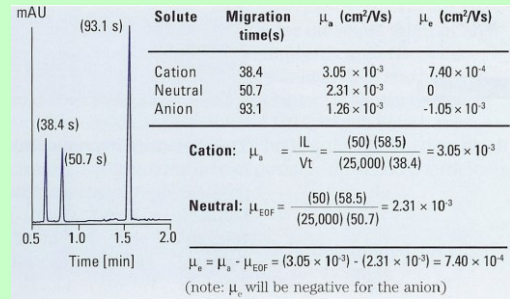 mAU
(93.1 s)
(38.4 s)
(50.7 s)
0.5 1.0 1.5 2.0
Time [min]
Solute Migration time(s) μa (cm²/Vs) μe (cm²/Vs)
Cation 38.4 3.05 × 10⁻³ 7.40 × 10⁻⁴
Neutral 50.7 2.31 × 10⁻³ 0
Anion 93.1 1.26 × 10⁻³ -1.05 × 10⁻³
Cation: μa = lL / Vt = (50) (58.5) / (25,000) (38.4) = 3.05 × 10⁻³
Neutral: μEOF = (50) (58.5) / (25,000) (50.7) = 2.31 × 10⁻³
μe = μa - μEOF = (3.05 × 10⁻³) - (2.31 × 10⁻³) = 7.40 × 10⁻⁴
(note: μe will be negative for the anion)